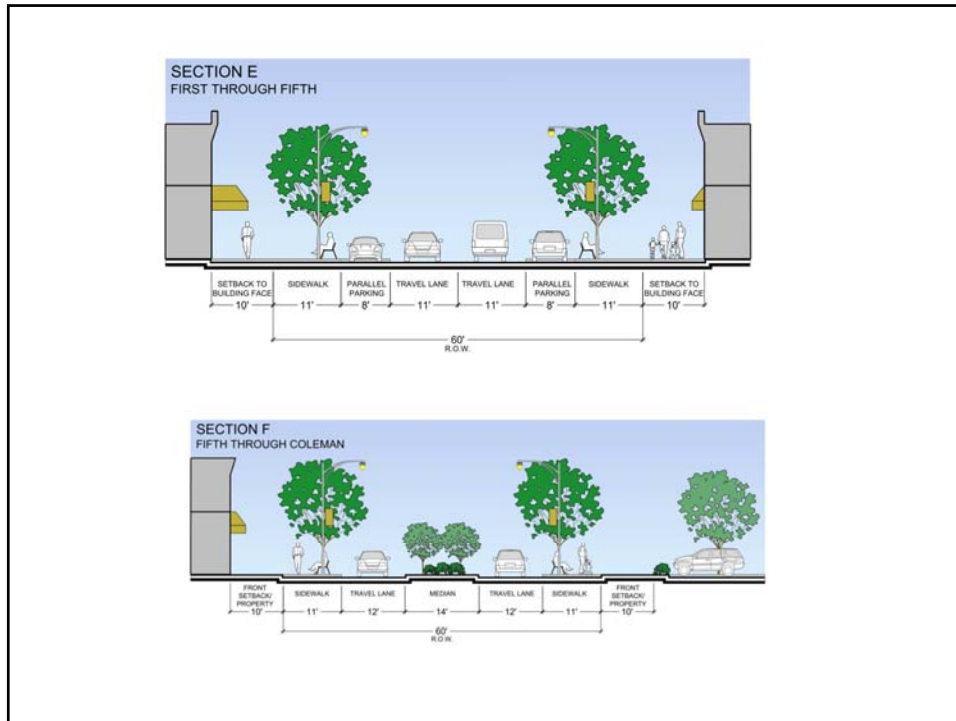 SECTION E
FIRST THROUGH FIFTH
SETBACK TO
BUILDING FACE
10'
SIDEWALK
11'
PARALLEL
PARKING
8'
TRAVEL LANE
11'
TRAVEL LANE
11'
PARALLEL
PARKING
8'
SIDEWALK
11'
SETBACK TO
BUILDING FACE
10'
60'
R.O.W.
SECTION F
FIFTH THROUGH COLEMAN
FRONT
SETBACK/
PROPERTY
10'
SIDEWALK
11'
TRAVEL LANE
12'
MEDIAN
14'
TRAVEL LANE
12'
SIDEWALK
11'
FRONT
SETBACK/
PROPERTY
10'
60'
R.O.W.